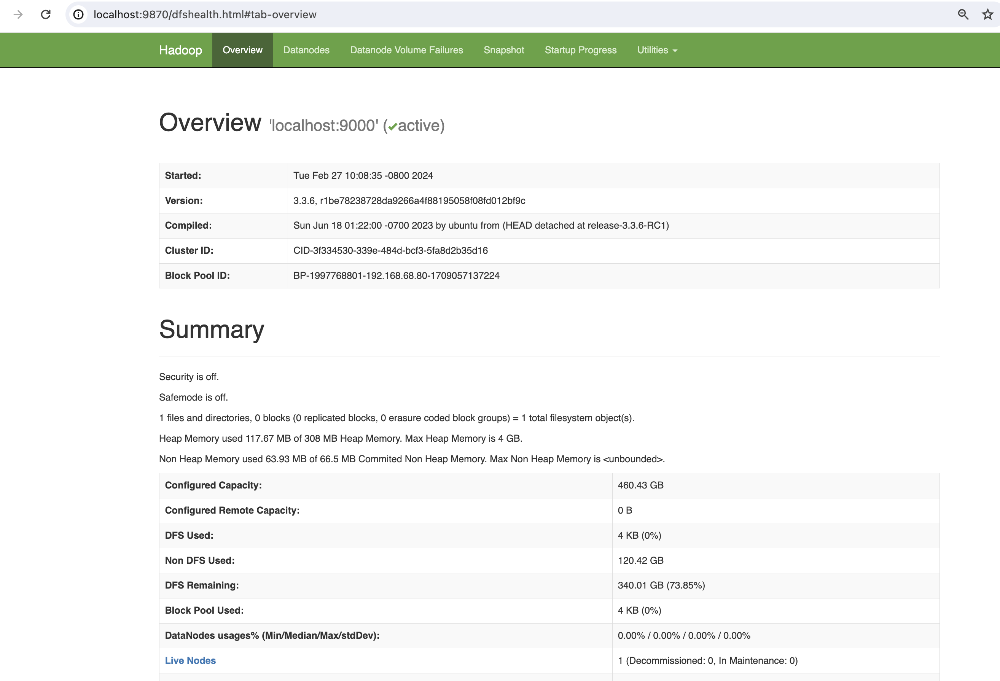 localhost:9870/dfshealth.html#tab-overview
Hadoop Overview Datanodes Datanode Volume Failures Snapshot Startup Progress Utilities
Overview 'localhost:9000' (✓active)
Started: Tue Feb 27 10:08:35 -0800 2024
Version: 3.3.6, r1be78238728da9266a4f88195058f08fd012bf9c
Compiled: Sun Jun 18 01:22:00 -0700 2023 by ubuntu from (HEAD detached at release-3.3.6-RC1)
Cluster ID: CID-3f334530-339e-484d-bcf3-5fa8d2b35d16
Block Pool ID: BP-1997768801-192.168.68.80-1709057137224
Summary
Security is off.
Safemode is off.
1 files and directories, 0 blocks (0 replicated blocks, 0 erasure coded block groups) = 1 total filesystem object(s).
Heap Memory used 117.67 MB of 308 MB Heap Memory. Max Heap Memory is 4 GB.
Non Heap Memory used 63.93 MB of 66.5 MB Commited Non Heap Memory. Max Non Heap Memory is <unbounded>.
Configured Capacity: 460.43 GB
Configured Remote Capacity: 0 B
DFS Used: 4 KB (0%)
Non DFS Used: 120.42 GB
DFS Remaining: 340.01 GB (73.85%)
Block Pool Used: 4 KB (0%)
DataNodes usages% (Min/Median/Max/stdDev): 0.00% / 0.00% / 0.00% / 0.00%
Live Nodes 1 (Decommissioned: 0, In Maintenance: 0)